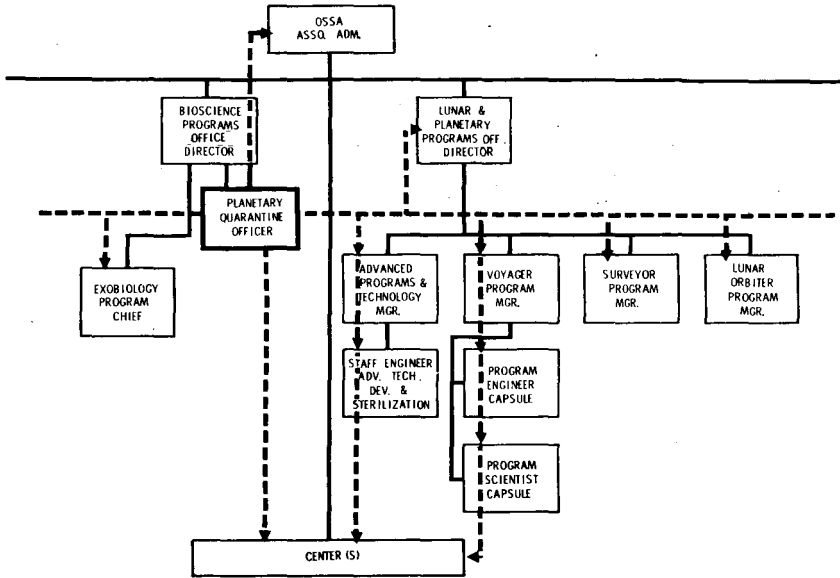 OSSA
ASSO. ADM.
BIOSCIENCE
PROGRAMS
OFFICE
DIRECTOR
LUNAR &
PLANETARY
PROGRAMS OFF.
DIRECTOR
PLANETARY
QUARANTINE
OFFICER
EXOBIOLOGY
PROGRAM
CHIEF
ADVANCED
PROGRAMS &
TECHNOLOGY
MGR.
VOYAGER
PROGRAM
MGR.
SURVEYOR
PROGRAM
MGR.
LUNAR
ORBITER
PROGRAM
MGR.
STAFF ENGINEER
ADV. TECH.
DEV. &
STERILIZATION
PROGRAM
ENGINEER
CAPSULE
PROGRAM
SCIENTIST
CAPSULE
CENTER (S)